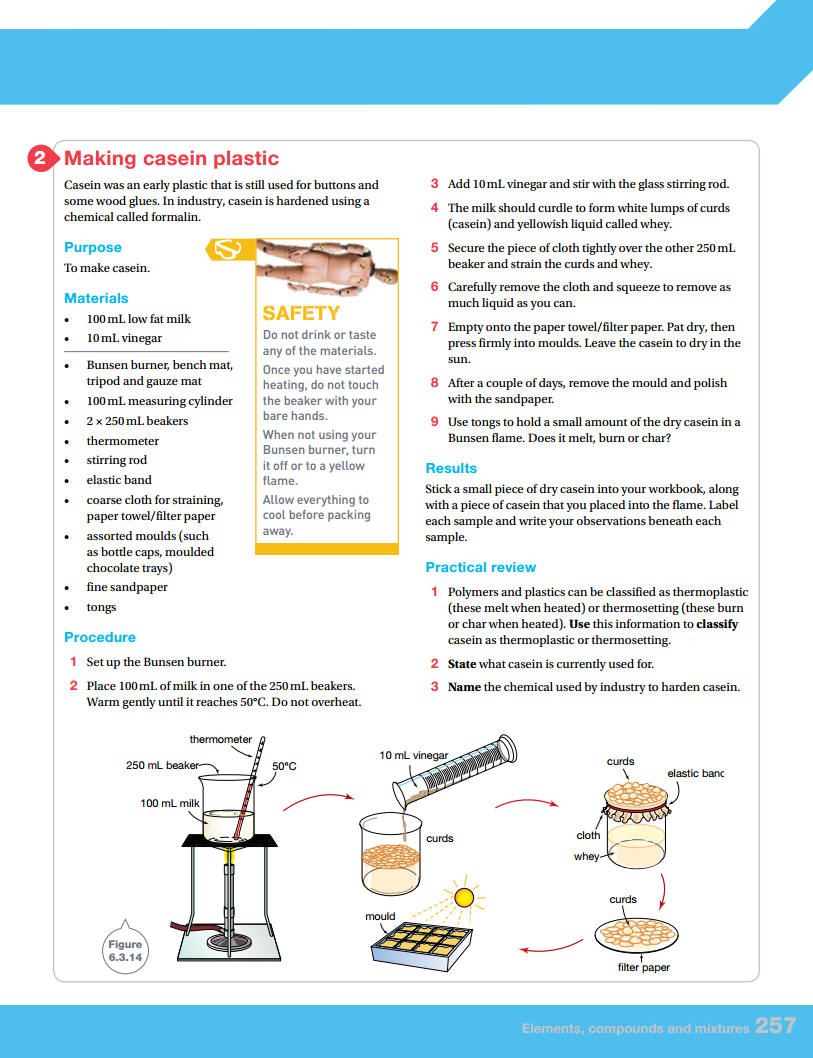 2 Making casein plastic
Casein was an early plastic that is still used for buttons and
some wood glues. In industry, casein is hardened using a
chemical called formalin.
Purpose
To make casein.
Materials
• 100 mL low fat milk
• 10 mL vinegar
• Bunsen burner, bench mat,
tripod and gauze mat
• 100 mL measuring cylinder
• 2 × 250 mL beakers
• thermometer
• stirring rod
• elastic band
• coarse cloth for straining,
paper towel/filter paper
• assorted moulds (such
as bottle caps, moulded
chocolate trays)
• fine sandpaper
• tongs
SAFETY
Do not drink or taste
any of the materials.
Once you have started
heating, do not touch
the beaker with your
bare hands.
When not using your
Bunsen burner, turn
it off or to a yellow
flame.
Allow everything to
cool before packing
away.
Procedure
1 Set up the Bunsen burner.
2 Place 100 mL of milk in one of the 250 mL beakers.
Warm gently until it reaches 50°C. Do not overheat.
3 Add 10 mL vinegar and stir with the glass stirring rod.
4 The milk should curdle to form white lumps of curds
(casein) and yellowish liquid called whey.
5 Secure the piece of cloth tightly over the other 250 mL
beaker and strain the curds and whey.
6 Carefully remove the cloth and squeeze to remove as
much liquid as you can.
7 Empty onto the paper towel/filter paper. Pat dry, then
press firmly into moulds. Leave the casein to dry in the
sun.
8 After a couple of days, remove the mould and polish
with the sandpaper.
9 Use tongs to hold a small amount of the dry casein in a
Bunsen flame. Does it melt, burn or char?
Results
Stick a small piece of dry casein into your workbook, along
with a piece of casein that you placed into the flame. Label
each sample and write your observations beneath each
sample.
Practical review
1 Polymers and plastics can be classified as thermoplastic
(these melt when heated) or thermosetting (these burn
or char when heated). Use this information to classify
casein as thermoplastic or thermosetting.
2 State what casein is currently used for.
3 Name the chemical used by industry to harden casein.
thermometer
250 mL beaker
50°C
100 mL milk
10 mL vinegar
curds
curds
elastic band
cloth
whey
curds
filter paper
mould
Figure
6.3.14
Elements, compounds and mixtures 257